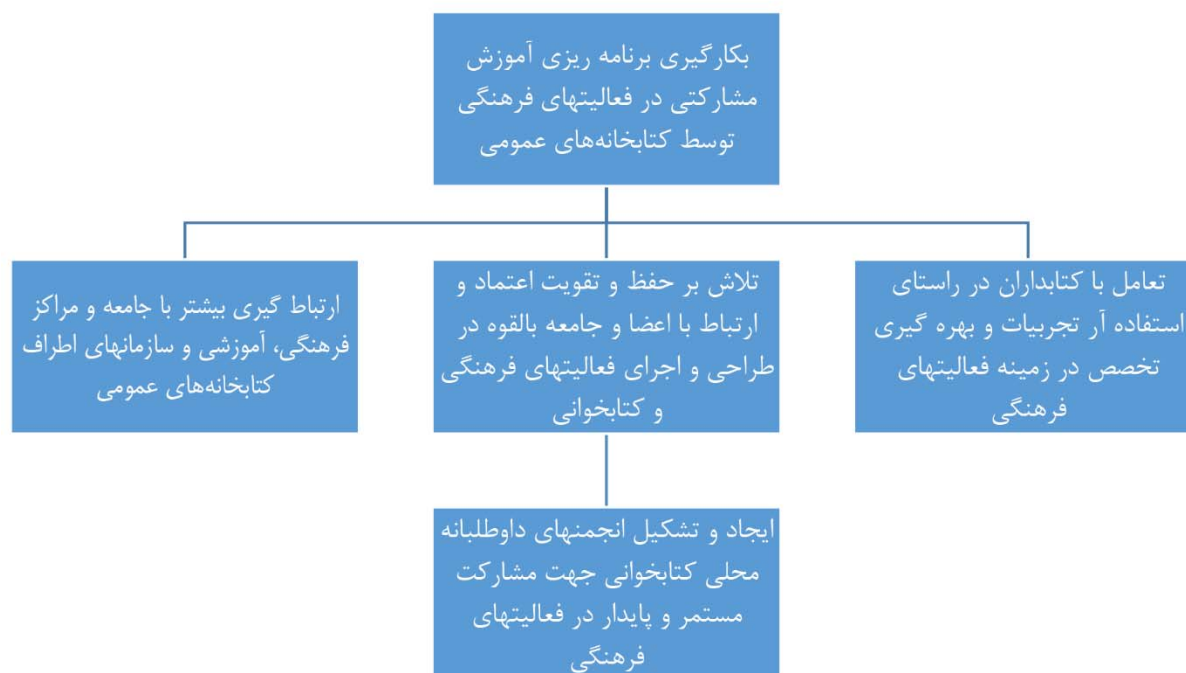 بکارگیری برنامه ریزی آموزش
مشارکتی در فعالیتهای فرهنگی
توسط کتابخانه‌های عمومی
تعامل با کتابداران در راستای
استفاده آر تجربیات و بهره گیری
تخصص در زمینه فعالیتهای
فرهنگی
تلاش بر حفظ و تقویت اعتماد و
ارتباط با اعضا و جامعه بالقوه در
طراحی و اجرای فعالیتهای فرهنگی
و کتابخوانی
ارتباط گیری بیشتر با جامعه و مراکز
فرهنگی، آموزشی و سازمانهای اطراف
کتابخانه‌های عمومی
ایجاد و تشکیل انجمنهای داوطلبانه
محلی کتابخوانی جهت مشارکت
مستمر و پایدار در فعالیتهای
فرهنگی